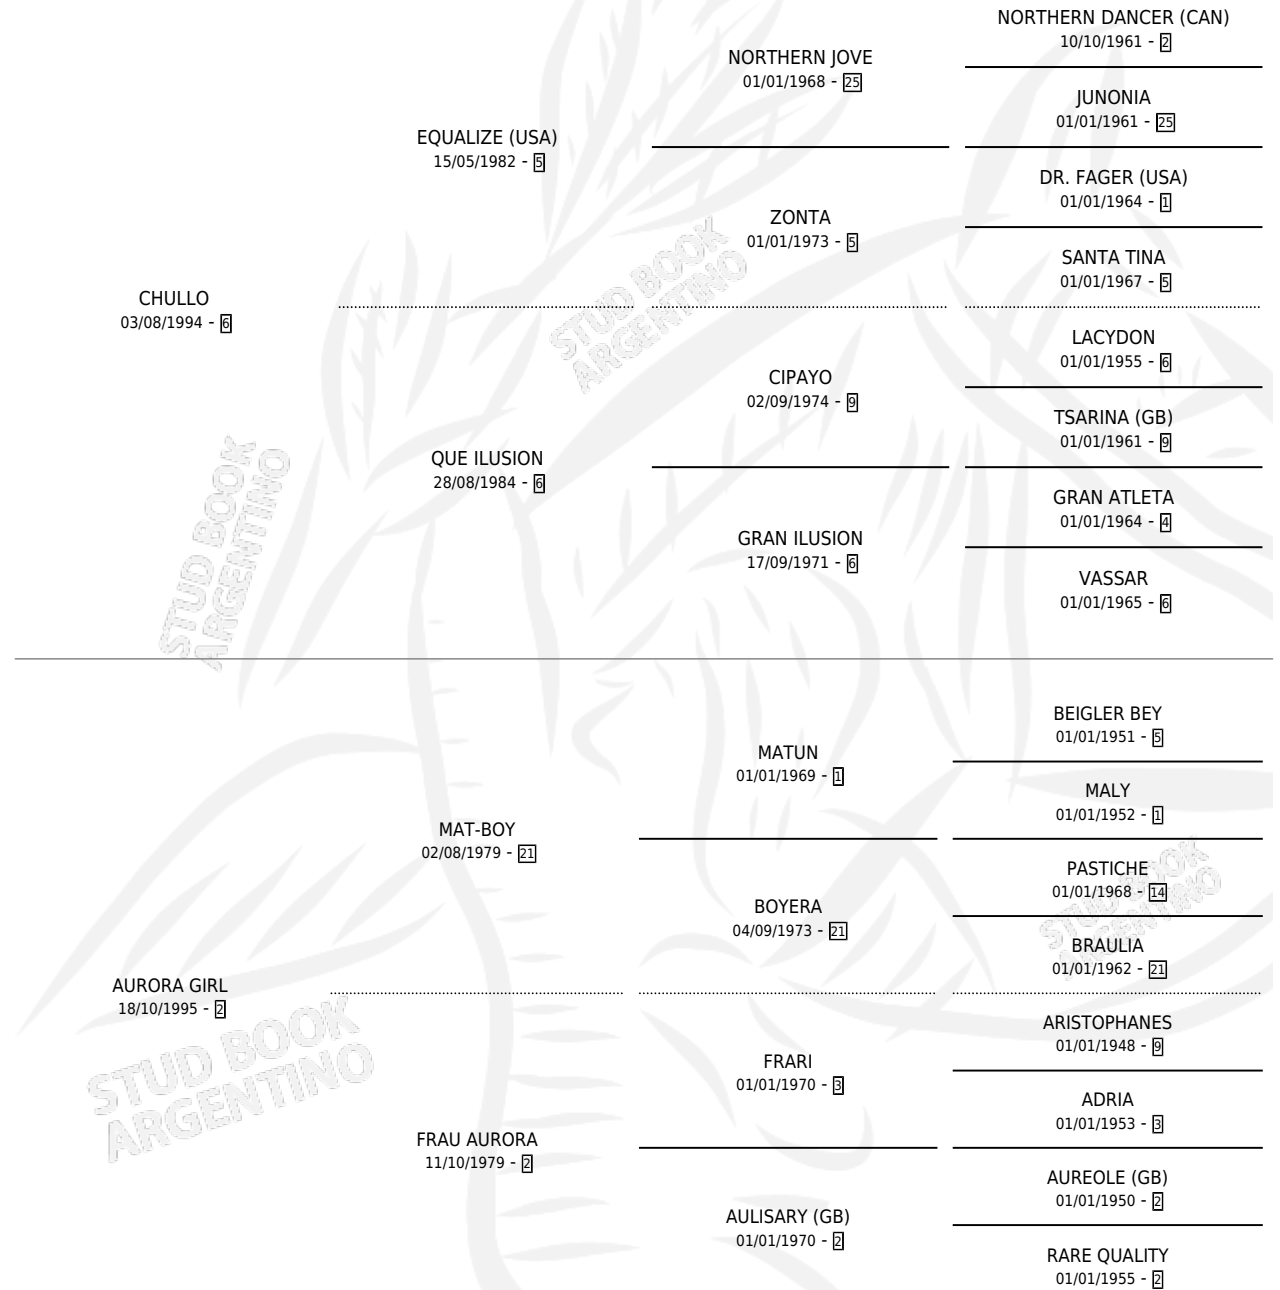 NORTHERN DANCER (CAN)
10/10/1961 - 2
NORTHERN JOVE
01/01/1968 - 25
JUNONIA
01/01/1961 - 25
EQUALIZE (USA)
15/05/1982 - 5
DR. FAGER (USA)
01/01/1964 - 1
ZONTA
01/01/1973 - 5
SANTA TINA
01/01/1967 - 5
CHULLO
03/08/1994 - 6
STUD BOOK
ARGENTINO
LACYDON
01/01/1955 - 6
CIPAYO
02/09/1974 - 9
TSARINA (GB)
01/01/1961 - 9
QUE ILUSION
28/08/1984 - 6
GRAN ATLETA
01/01/1964 - 4
GRAN ILUSION
17/09/1971 - 6
VASSAR
01/01/1965 - 6
STUD BOOK
ARGENTINO
BEIGLER BEY
01/01/1951 - 5
MATUN
01/01/1969 - 1
MALY
01/01/1952 - 1
MAT-BOY
02/08/1979 - 21
PASTICHE
01/01/1968 - 14
BOYERA
04/09/1973 - 21
STUD BOOK
ARGENTINO
BRAULIA
01/01/1962 - 21
AURORA GIRL
18/10/1995 - 2
ARISTOPHANES
01/01/1948 - 9
FRARI
01/01/1970 - 3
STUD BOOK
ARGENTINO
ADRIA
01/01/1953 - 3
FRAU AURORA
11/10/1979 - 2
AUREOLE (GB)
01/01/1950 - 2
AULISARY (GB)
01/01/1970 - 2
RARE QUALITY
01/01/1955 - 2